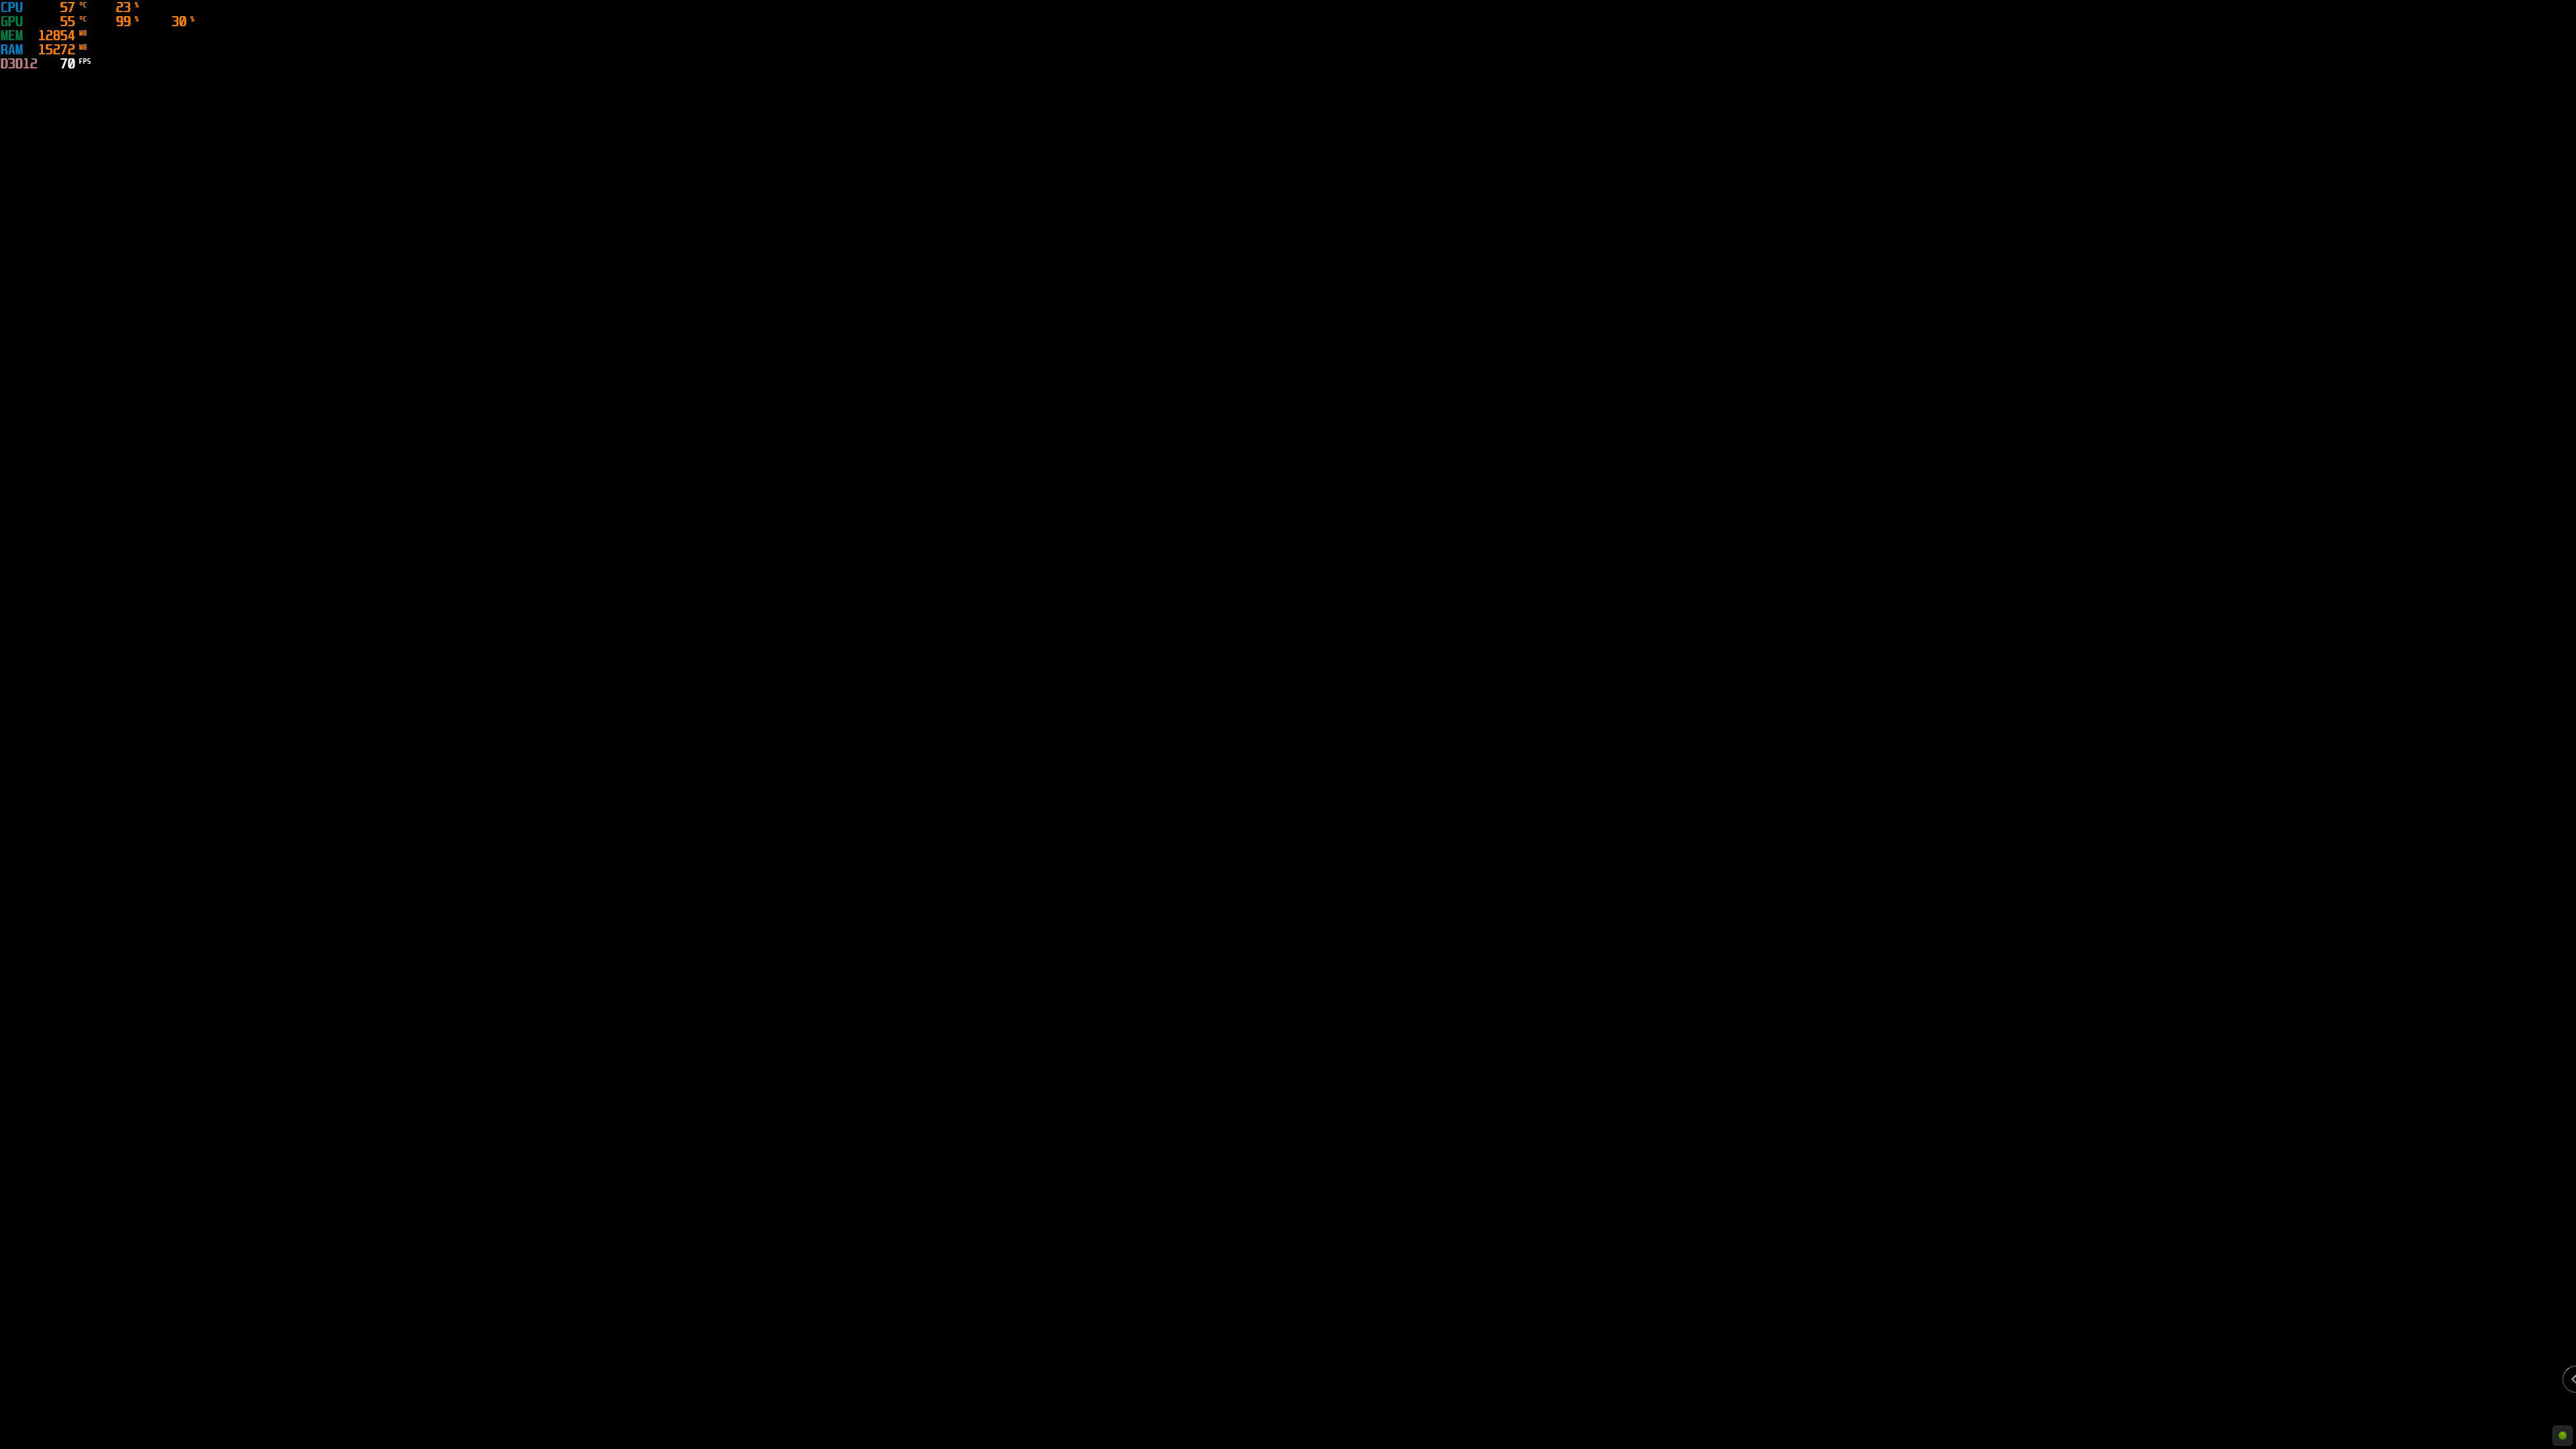 CPU 57 °C 23 %
GPU 55 °C 99 % 30 %
MEM 12854 MB
RAM 15272 MB
D3D12 70 FPS